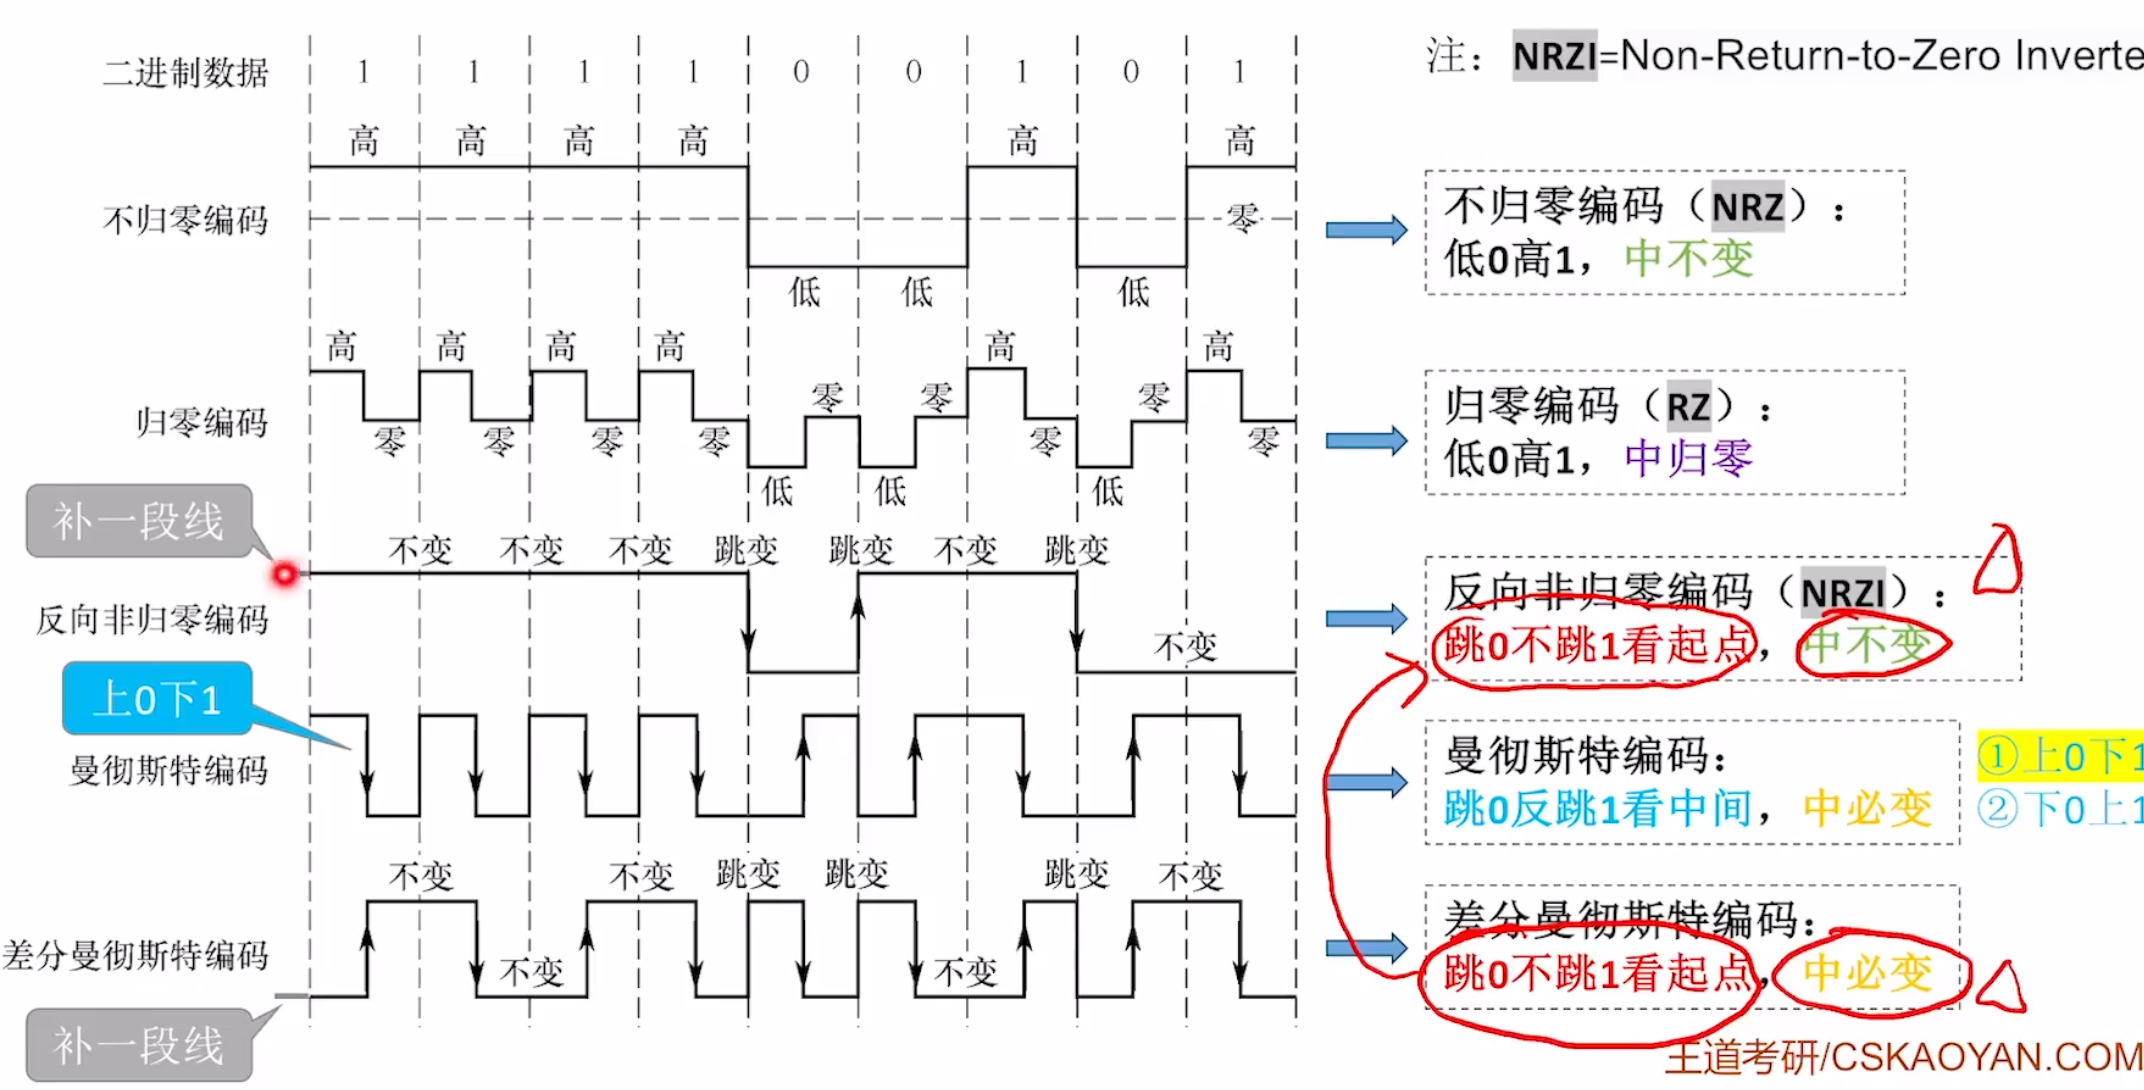 二进制数据 1 1 1 1 0 0 1 0 1
注：NRZI=Non-Return-to-Zero Inverte
高 高 高 高 高 高
不归零编码 零
低 低 低
不归零编码（NRZ）：
低0高1，中不变
高 高 高 高 高 高
零 零 零
归零编码
零 零 零 零 零 零
低 低 低
归零编码（RZ）：
低0高1，中归零
补一段线
不变 不变 不变 跳变 跳变 不变 跳变
反向非归零编码
不变
反向非归零编码（NRZI）：
跳0不跳1看起点，中不变
上0下1
曼彻斯特编码
曼彻斯特编码：
跳0反跳1看中间，中必变
①上0下1
②下0上1
不变 不变 跳变 跳变 跳变 不变
差分曼彻斯特编码
不变 不变
差分曼彻斯特编码：
跳0不跳1看起点，中必变
补一段线
王道考研/CSKAOYAN.COM